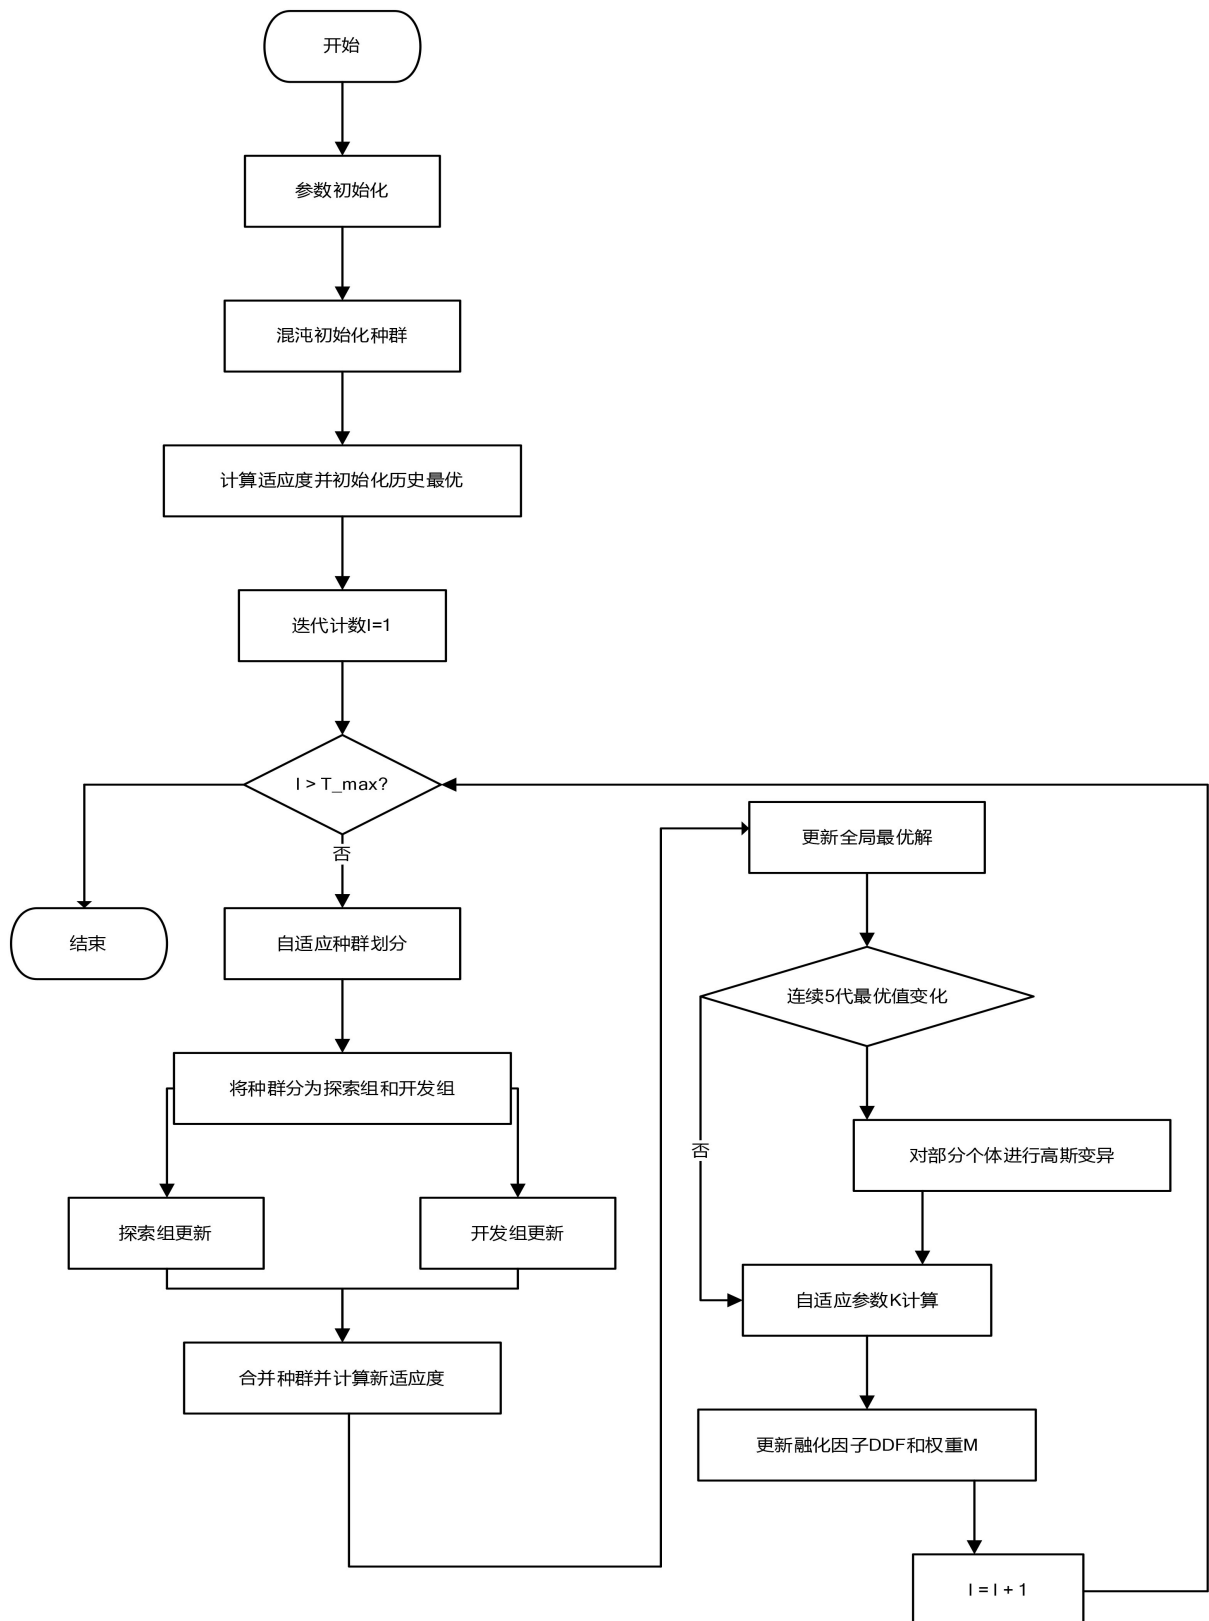 开始
参数初始化
混沌初始化种群
计算适应度并初始化历史最优
迭代计数I=1
I > T_max?
否
结束
自适应种群划分
将种群分为探索组和开发组
探索组更新
开发组更新
合并种群并计算新适应度
更新全局最优解
连续5代最优值变化
否
对部分个体进行高斯变异
自适应参数K计算
更新融化因子DDF和权重M
I = I + 1